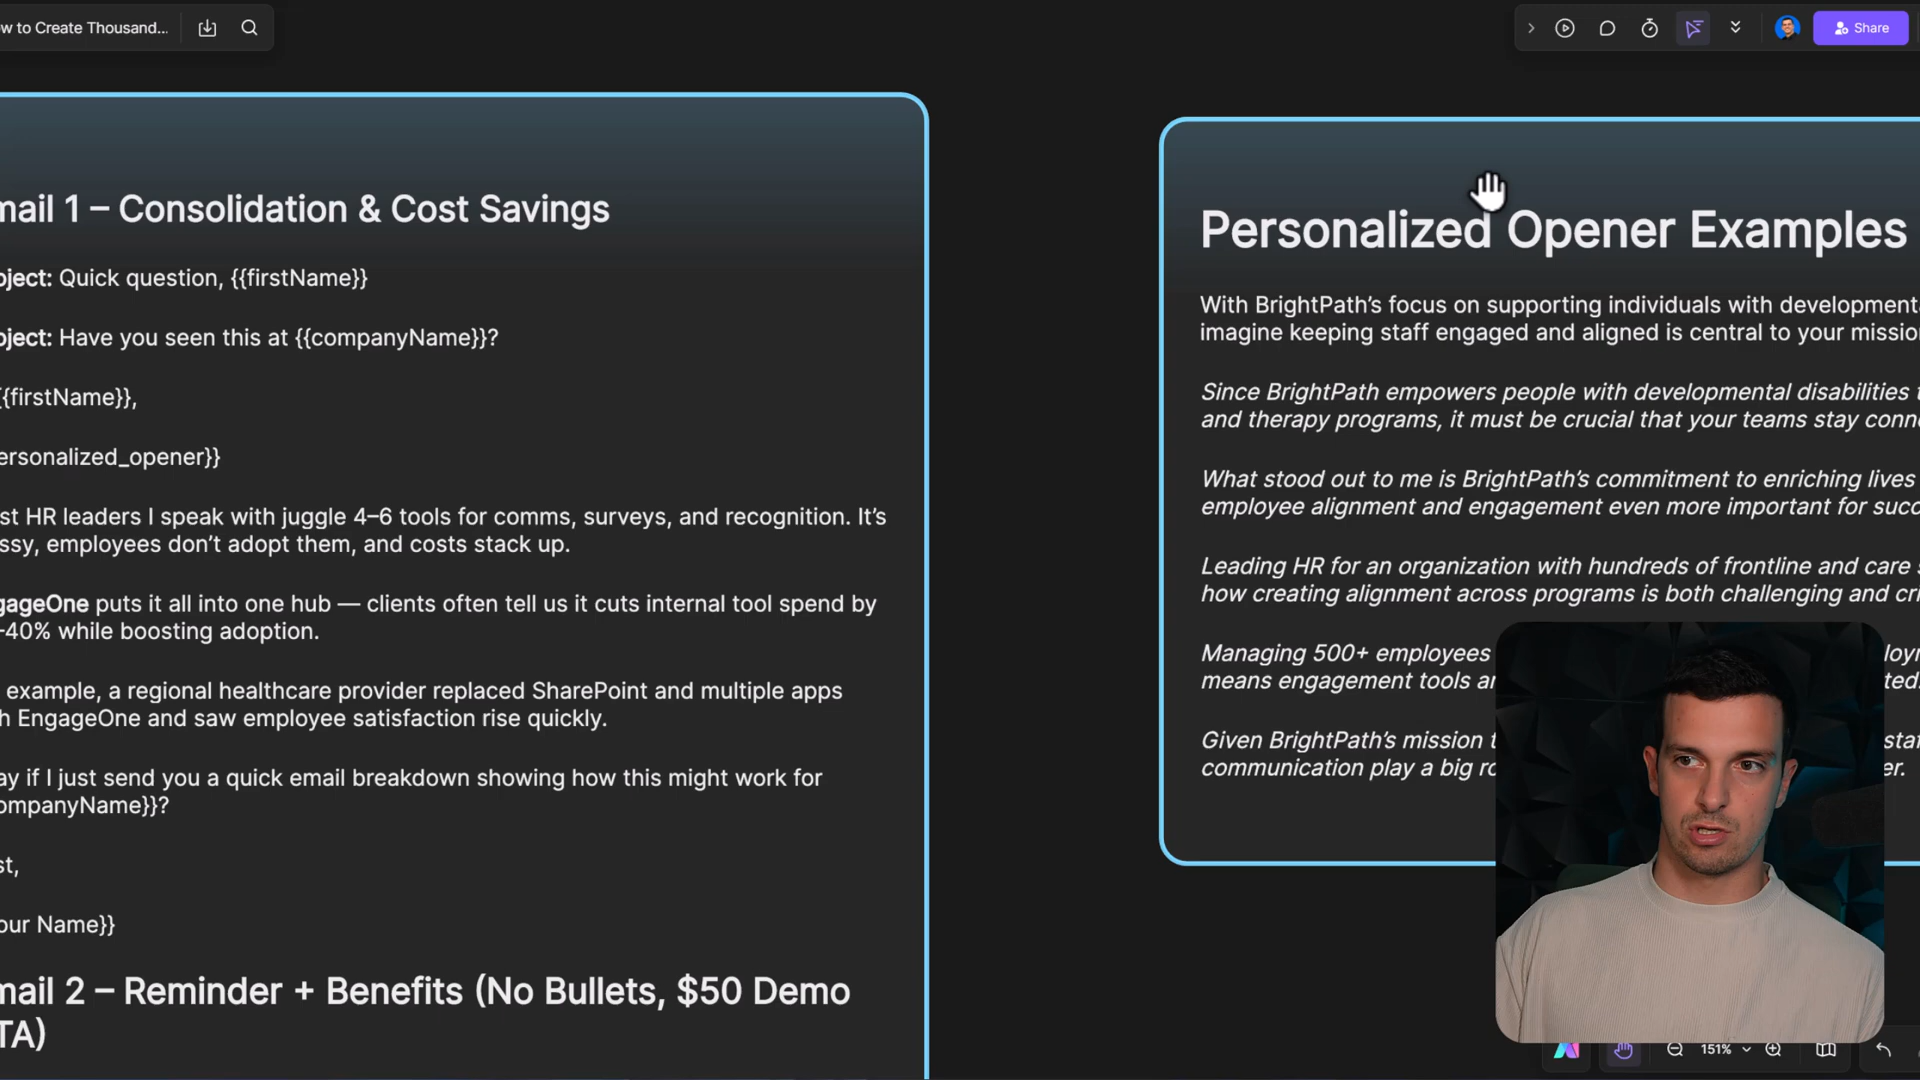 w to Create Thousand...
Share
mail 1 – Consolidation & Cost Savings
ject: Quick question, {{firstName}}
ject: Have you seen this at {{companyName}}?
{firstName}},
ersonalized_opener}}
st HR leaders I speak with juggle 4–6 tools for comms, surveys, and recognition. It’s
ssy, employees don’t adopt them, and costs stack up.
gageOne puts it all into one hub — clients often tell us it cuts internal tool spend by
-40% while boosting adoption.
example, a regional healthcare provider replaced SharePoint and multiple apps
h EngageOne and saw employee satisfaction rise quickly.
ay if I just send you a quick email breakdown showing how this might work for
ompanyName}}?
st,
our Name}}
mail 2 – Reminder + Benefits (No Bullets, $50 Demo
TA)
Personalized Opener Examples
With BrightPath’s focus on supporting individuals with development
imagine keeping staff engaged and aligned is central to your missio
Since BrightPath empowers people with developmental disabilities t
and therapy programs, it must be crucial that your teams stay conn
What stood out to me is BrightPath’s commitment to enriching lives
employee alignment and engagement even more important for succ
Leading HR for an organization with hundreds of frontline and care s
how creating alignment across programs is both challenging and cri
Managing 500+ employees loyn
means engagement tools a ted.
Given BrightPath’s mission t staf
communication play a big ro er.
151%